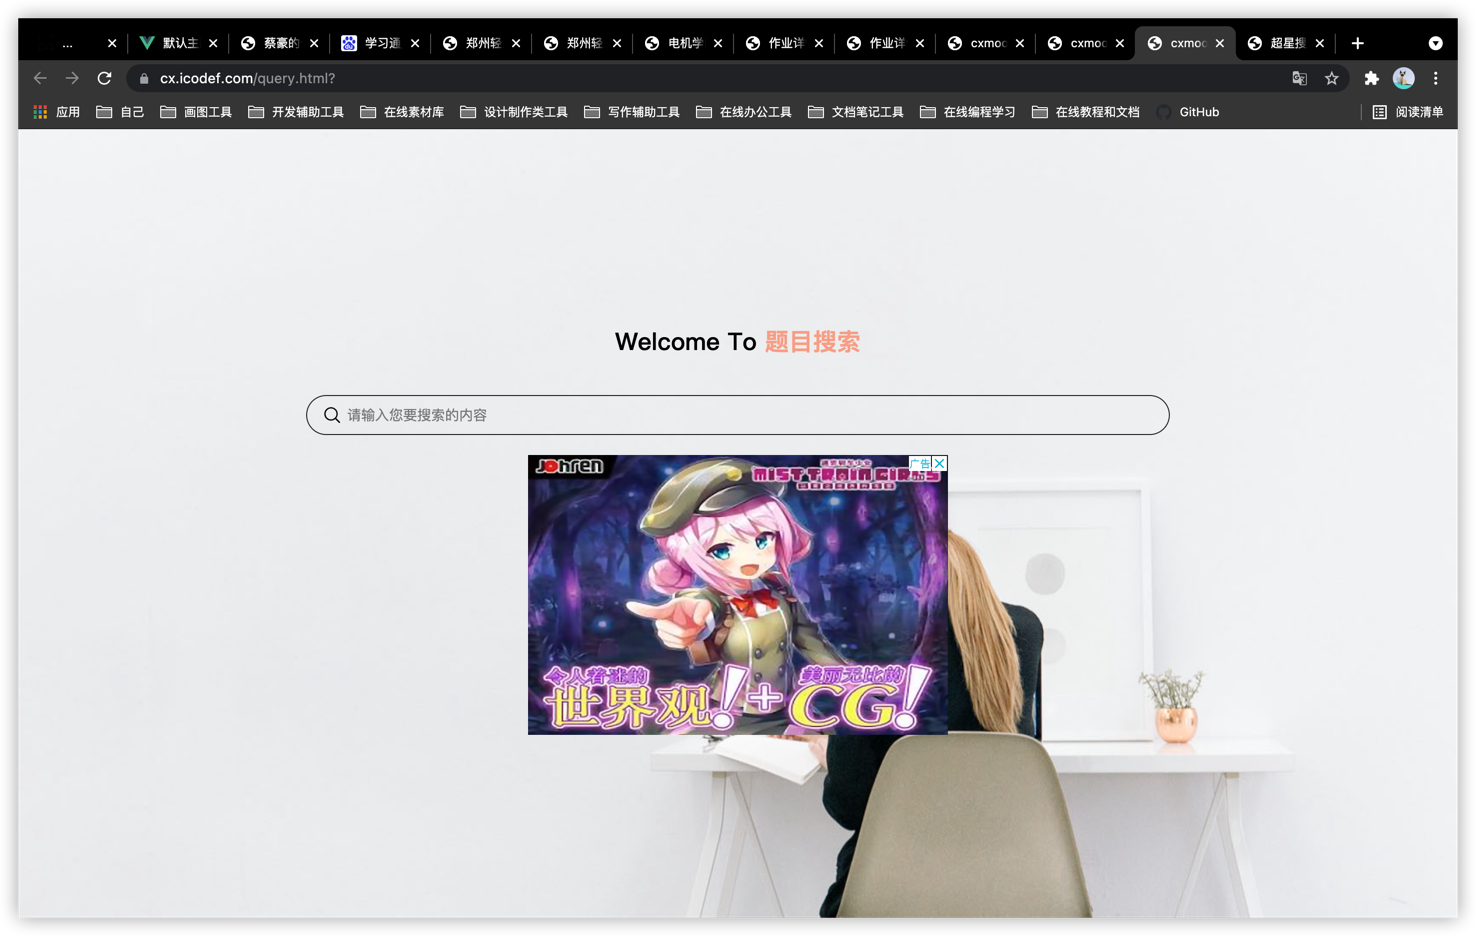 ...
默认主
蔡豪的
学习通
郑州轻
郑州轻
电机学
作业详
作业详
cxmoc
cxmoc
cxmoc
超星搜
cx.icodef.com/query.html?
应用 自己 画图工具 开发辅助工具 在线素材库 设计制作类工具 写作辅助工具 在线办公工具 文档笔记工具 在线编程学习 在线教程和文档 GitHub 阅读清单
Welcome To 题目搜索
请输入您要搜索的内容
Johren
广告
MIST TRAIN GIRLS
令人着迷的
世界观！+
美丽无比的
CG！